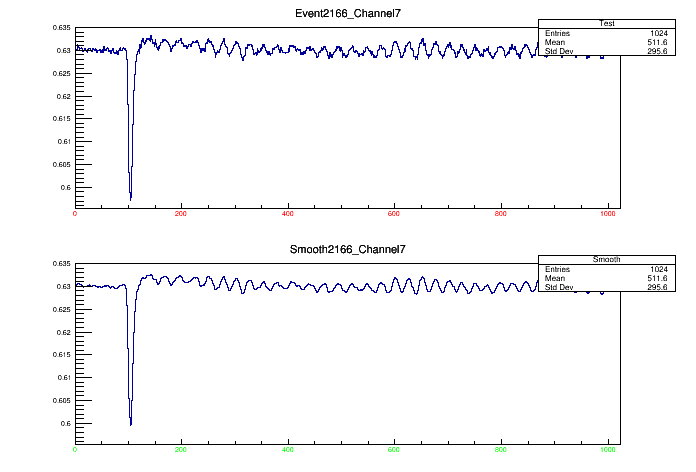 Event2166_Channel7
Test
Entries 1024
Mean 511.6
Std Dev 295.6
0.635
0.63
0.625
0.62
0.615
0.61
0.605
0.6
0 200 400 600 800 1000
Smooth2166_Channel7
Smooth
Entries 1024
Mean 511.6
Std Dev 295.6
0.635
0.63
0.625
0.62
0.615
0.61
0.605
0.6
0 200 400 600 800 1000